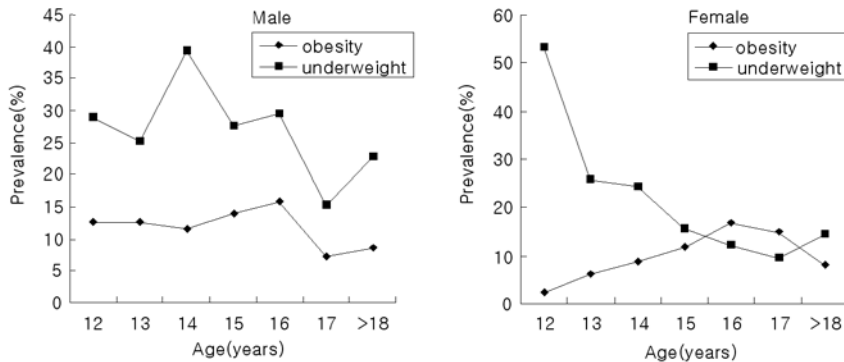 Male
obesity
underweight
45
40
35
30
25
20
15
10
5
0
Prevalence(%)
12 13 14 15 16 17 >18
Age(years)
Female
obesity
underweight
60
50
40
30
20
10
0
Prevalence(%)
12 13 14 15 16 17 >18
Age(years)